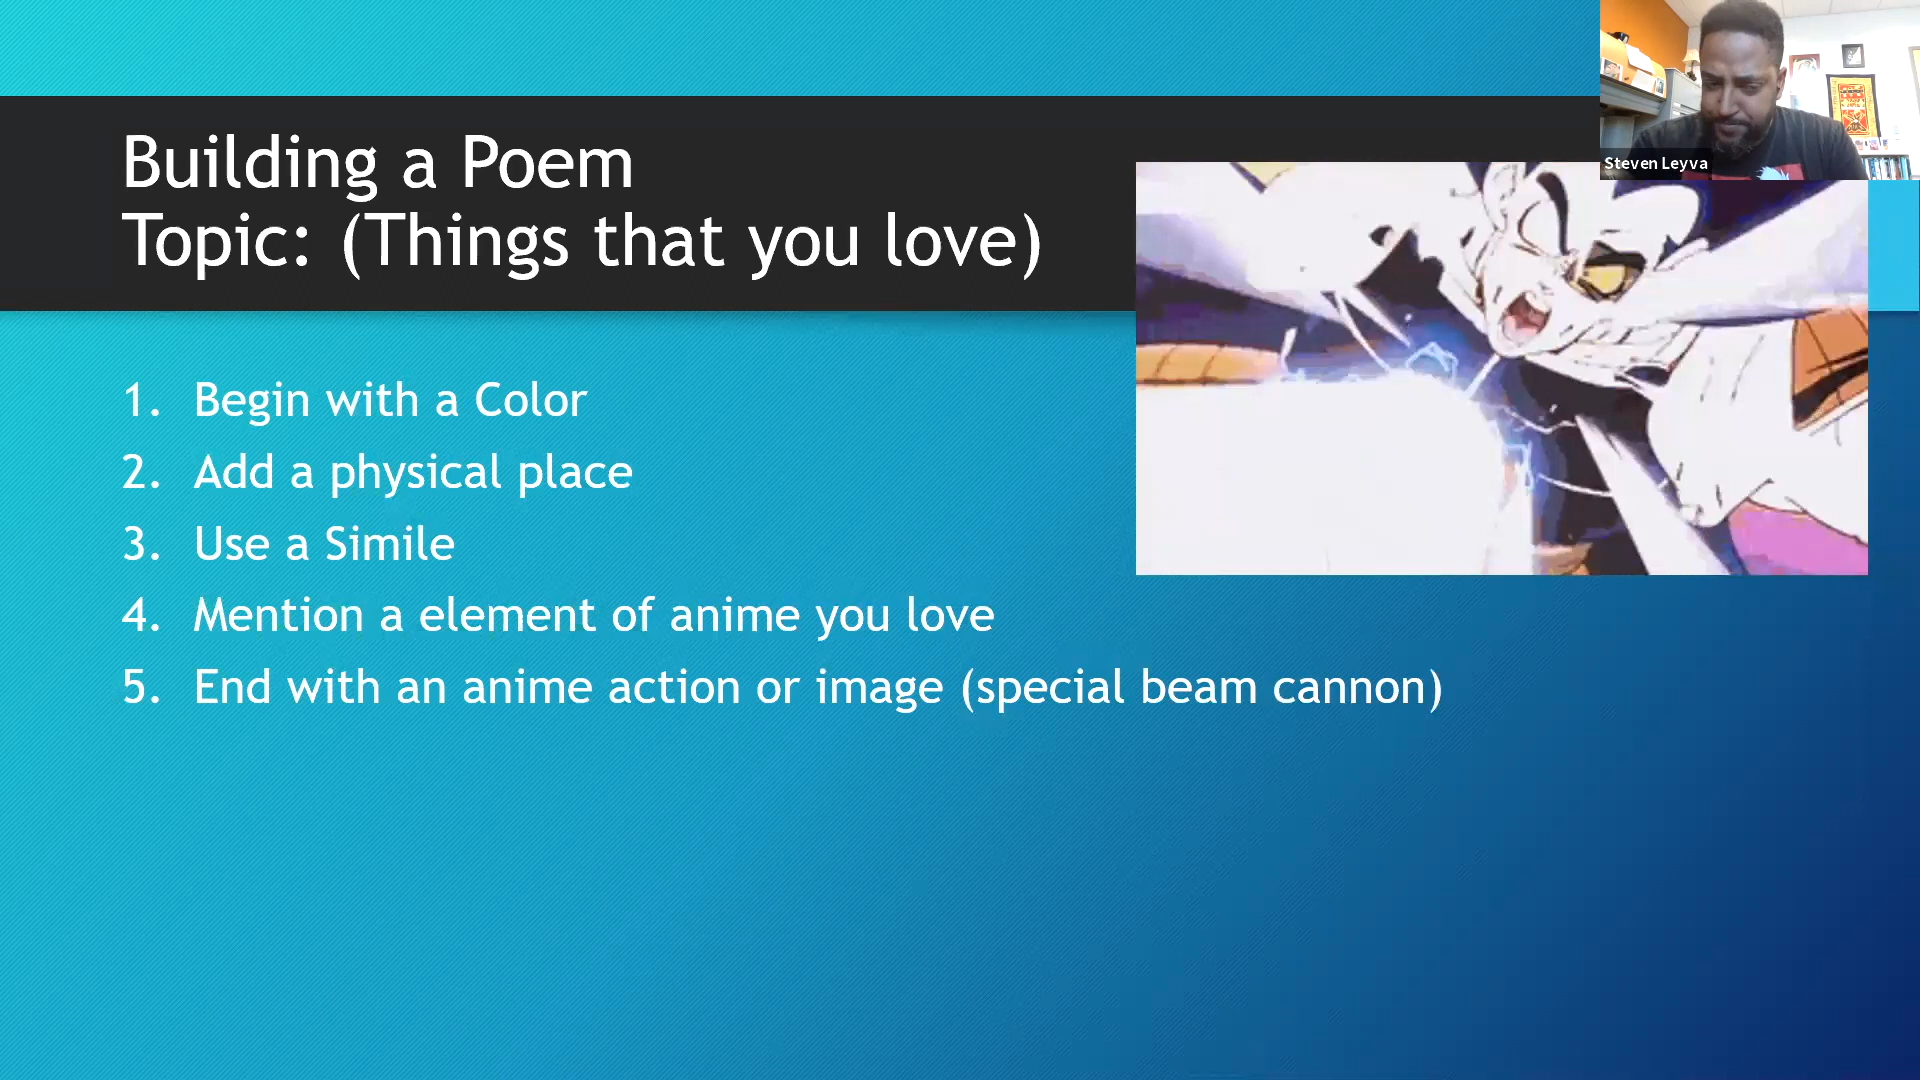 Building a Poem
Topic: (Things that you love)
Steven Leyva
1. Begin with a Color
2. Add a physical place
3. Use a Simile
4. Mention a element of anime you love
5. End with an anime action or image (special beam cannon)